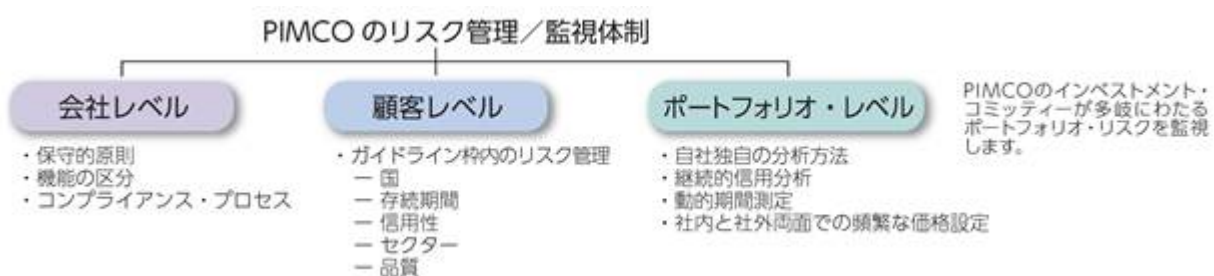 PIMCO のリスク管理／監視体制
会社レベル
・保守的原則
・機能の区分
・コンプライアンス・プロセス
顧客レベル
・ガイドライン枠内のリスク管理
― 国
― 存続期間
― 信用性
― セクター
― 品質
ポートフォリオ・レベル
・自社独自の分析方法
・継続的信用分析
・動的期間測定
・社内と社外両面での頻繁な価格設定
PIMCOのインベストメント・
コミッティーが多岐にわたる
ポートフォリオ・リスクを監視
します。